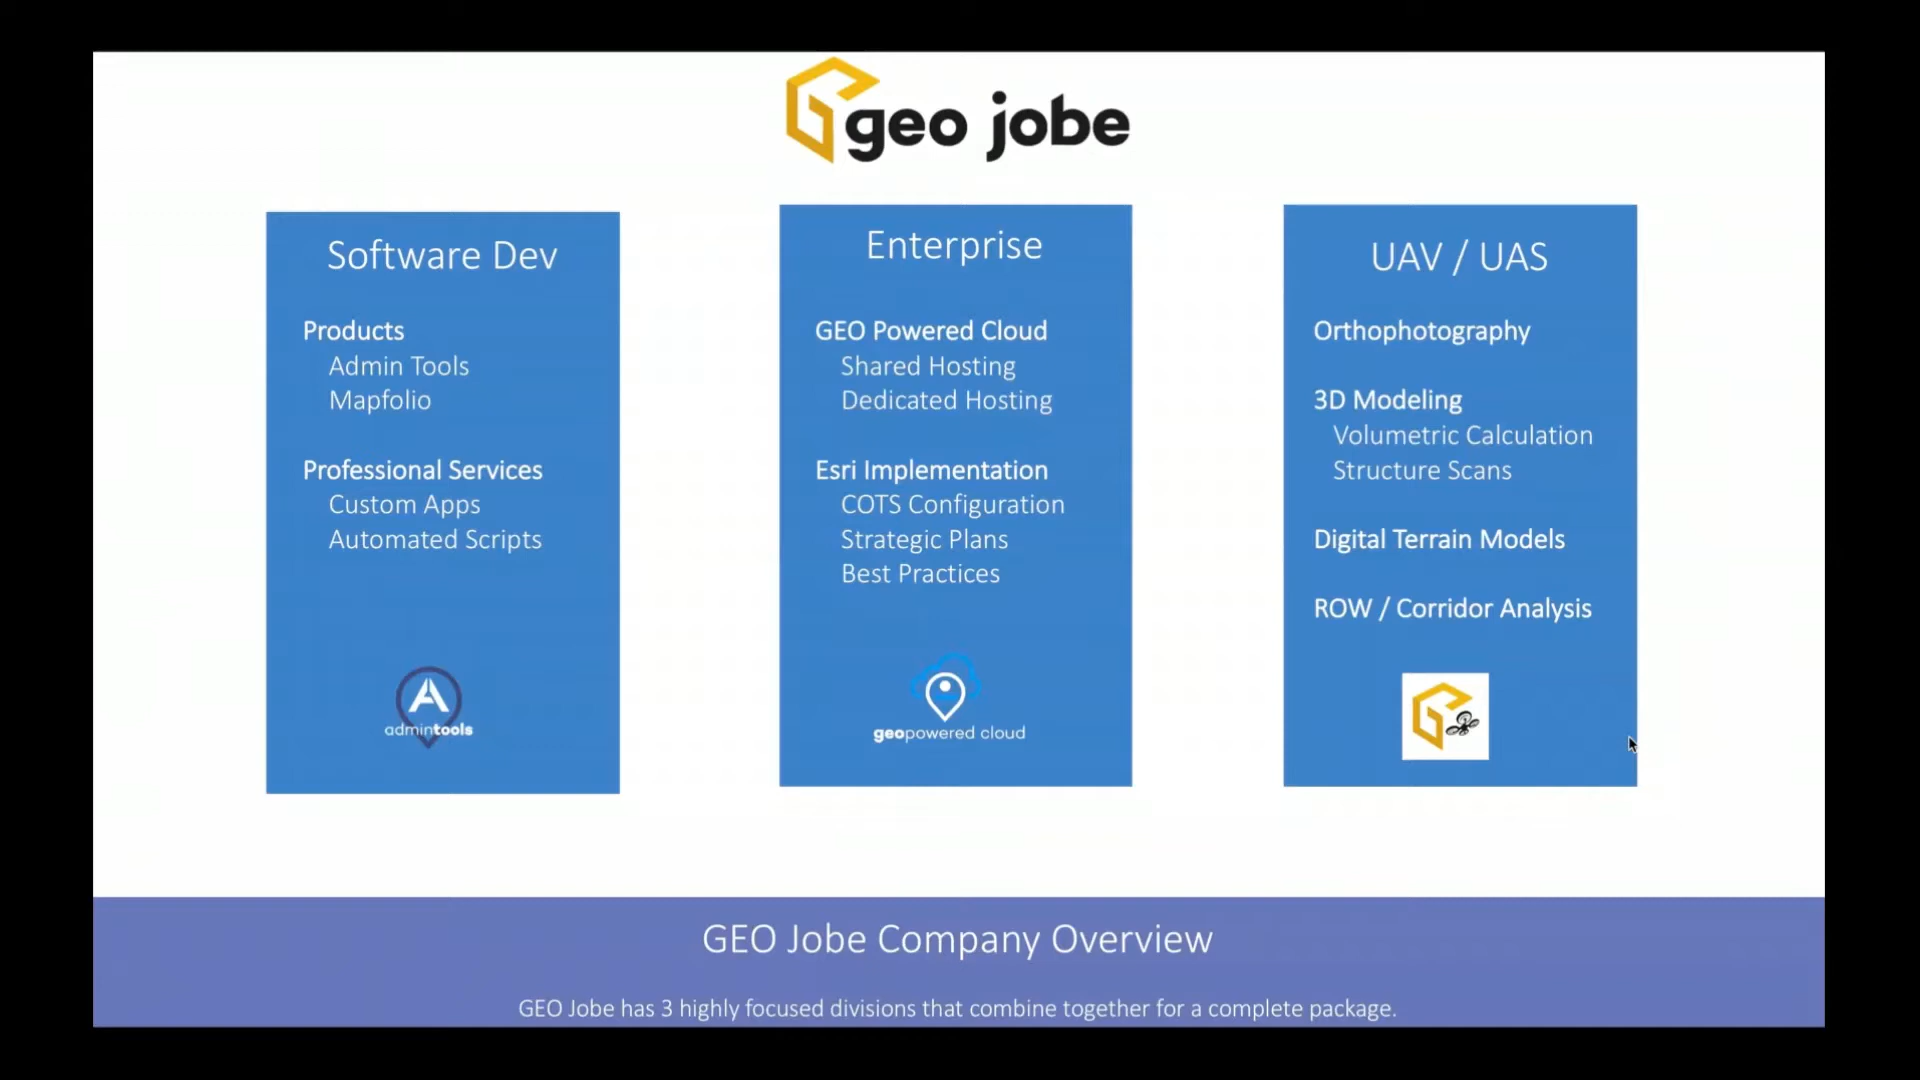 geo jobe
Software Dev
Products
Admin Tools
Mapfolio
Professional Services
Custom Apps
Automated Scripts
admintools
Enterprise
GEO Powered Cloud
Shared Hosting
Dedicated Hosting
Esri Implementation
COTS Configuration
Strategic Plans
Best Practices
geopowered cloud
UAV / UAS
Orthophotography
3D Modeling
Volumetric Calculation
Structure Scans
Digital Terrain Models
ROW / Corridor Analysis
GEO Jobe Company Overview
GEO Jobe has 3 highly focused divisions that combine together for a complete package.